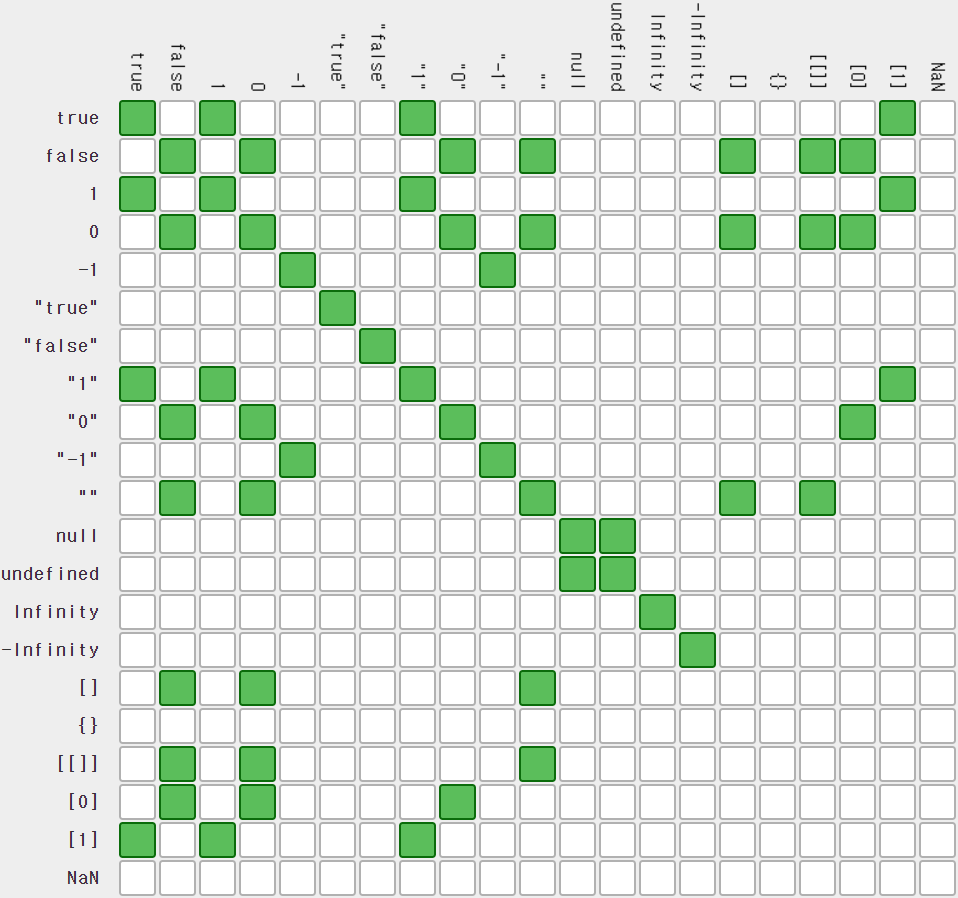 true
false
1
0
-1
"true"
"false"
"1"
"0"
"-1"
""
null
undefined
Infinity
-Infinity
[]
{}
[[]]
[0]
[1]
NaN
true
false
1
0
-1
"true"
"false"
"1"
"0"
"-1"
""
null
undefined
Infinity
-Infinity
[]
{}
[[]]
[0]
[1]
NaN